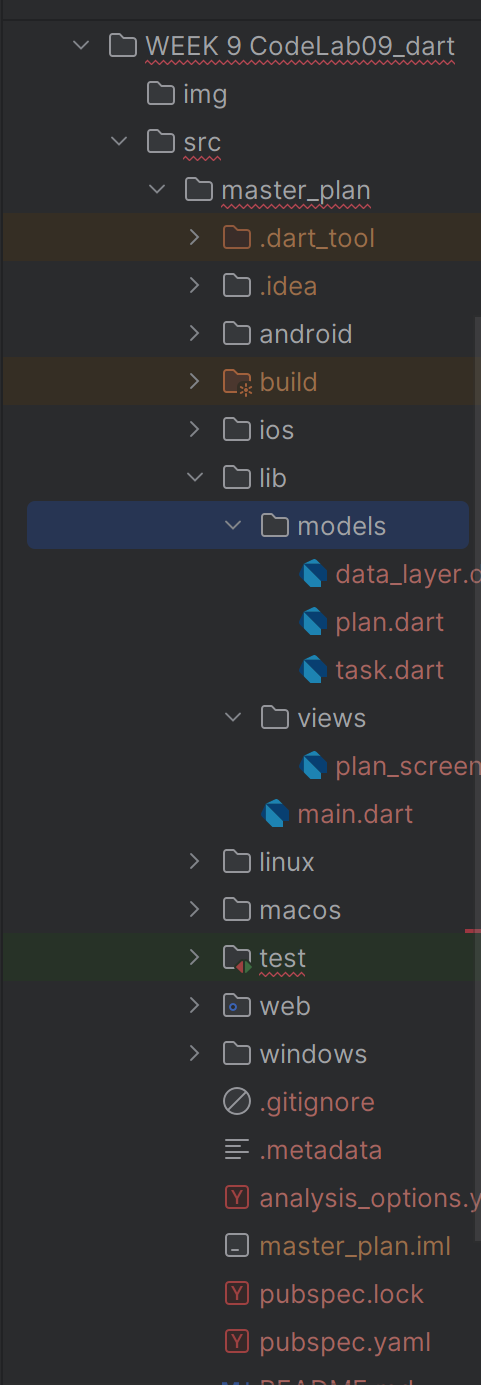 WEEK 9 CodeLab09_dart
img
src
master_plan
.dart_tool
.idea
android
build
ios
lib
models
data_layer.d
plan.dart
task.dart
views
plan_screen
main.dart
linux
macos
test
web
windows
.gitignore
.metadata
analysis_options.y
master_plan.iml
pubspec.lock
pubspec.yaml